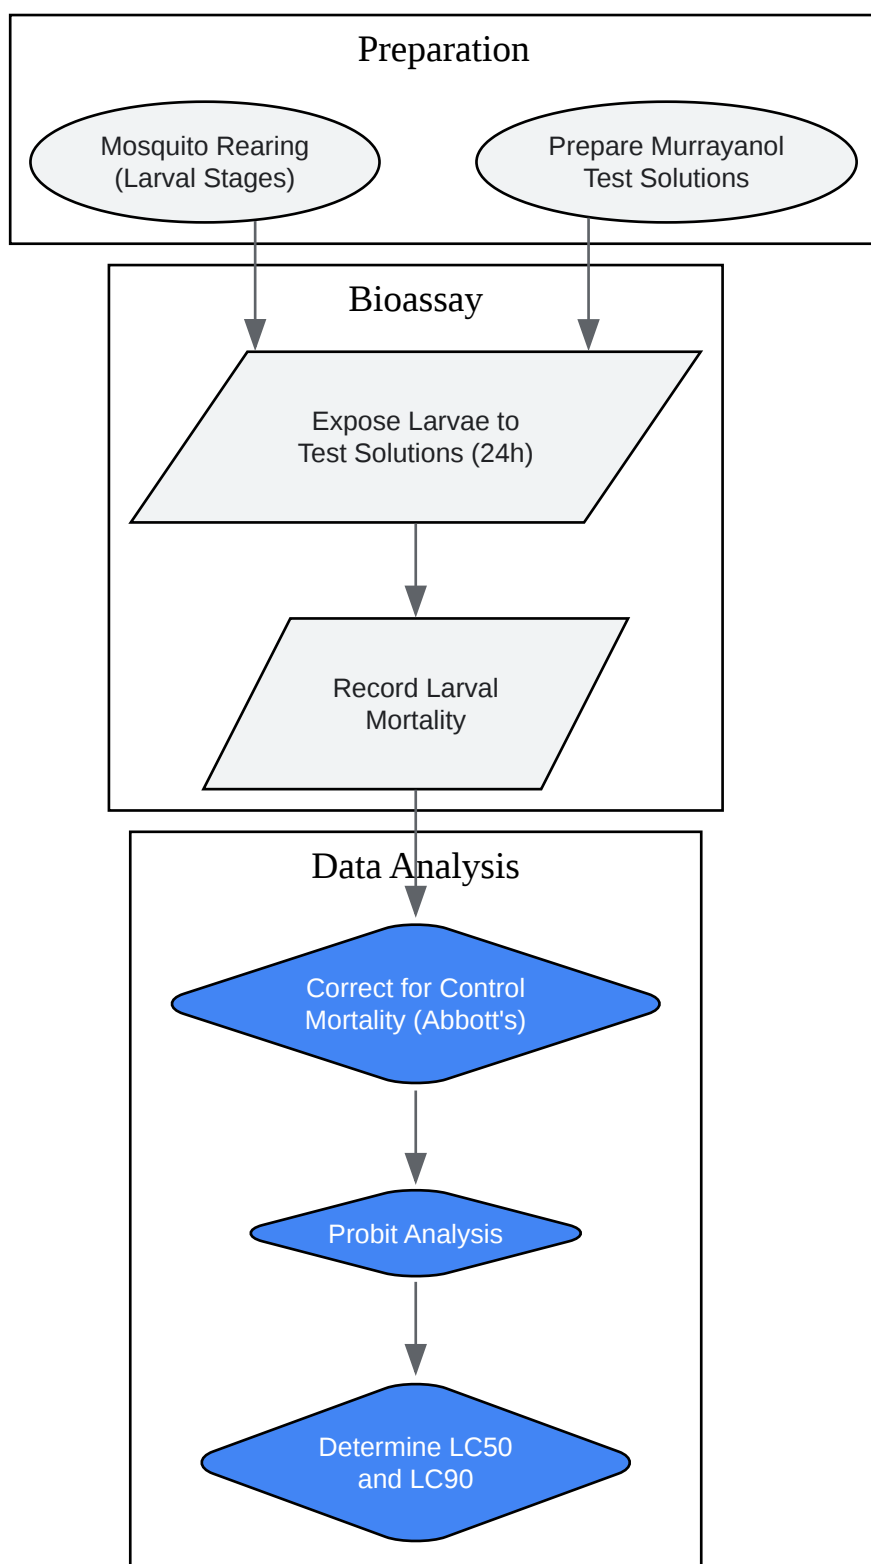 Preparation
Mosquito Rearing
(Larval Stages)
Prepare Murrayanol
Test Solutions
Bioassay
Expose Larvae to
Test Solutions (24h)
Record Larval
Mortality
Data Analysis
Correct for Control
Mortality (Abbott's)
Probit Analysis
Determine LC50
and LC90